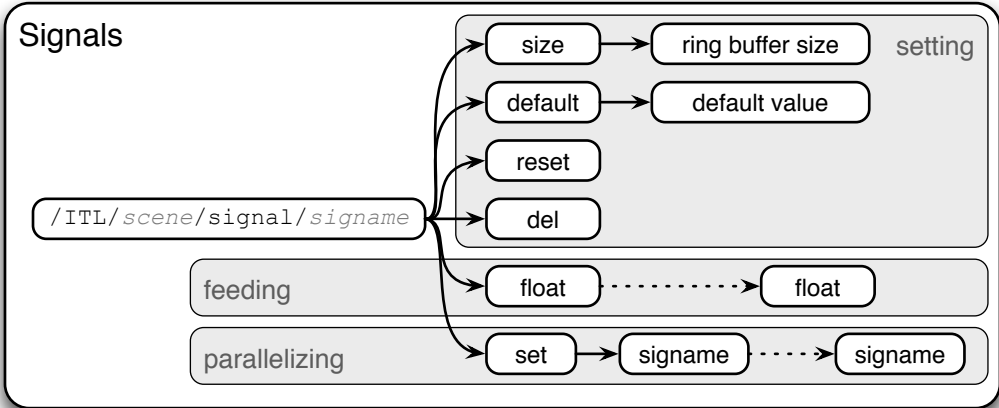 Signals
size ring buffer size setting
default default value
reset
/ITL/scene/signal/signame
del
feeding float float
parallelizing set signame signame